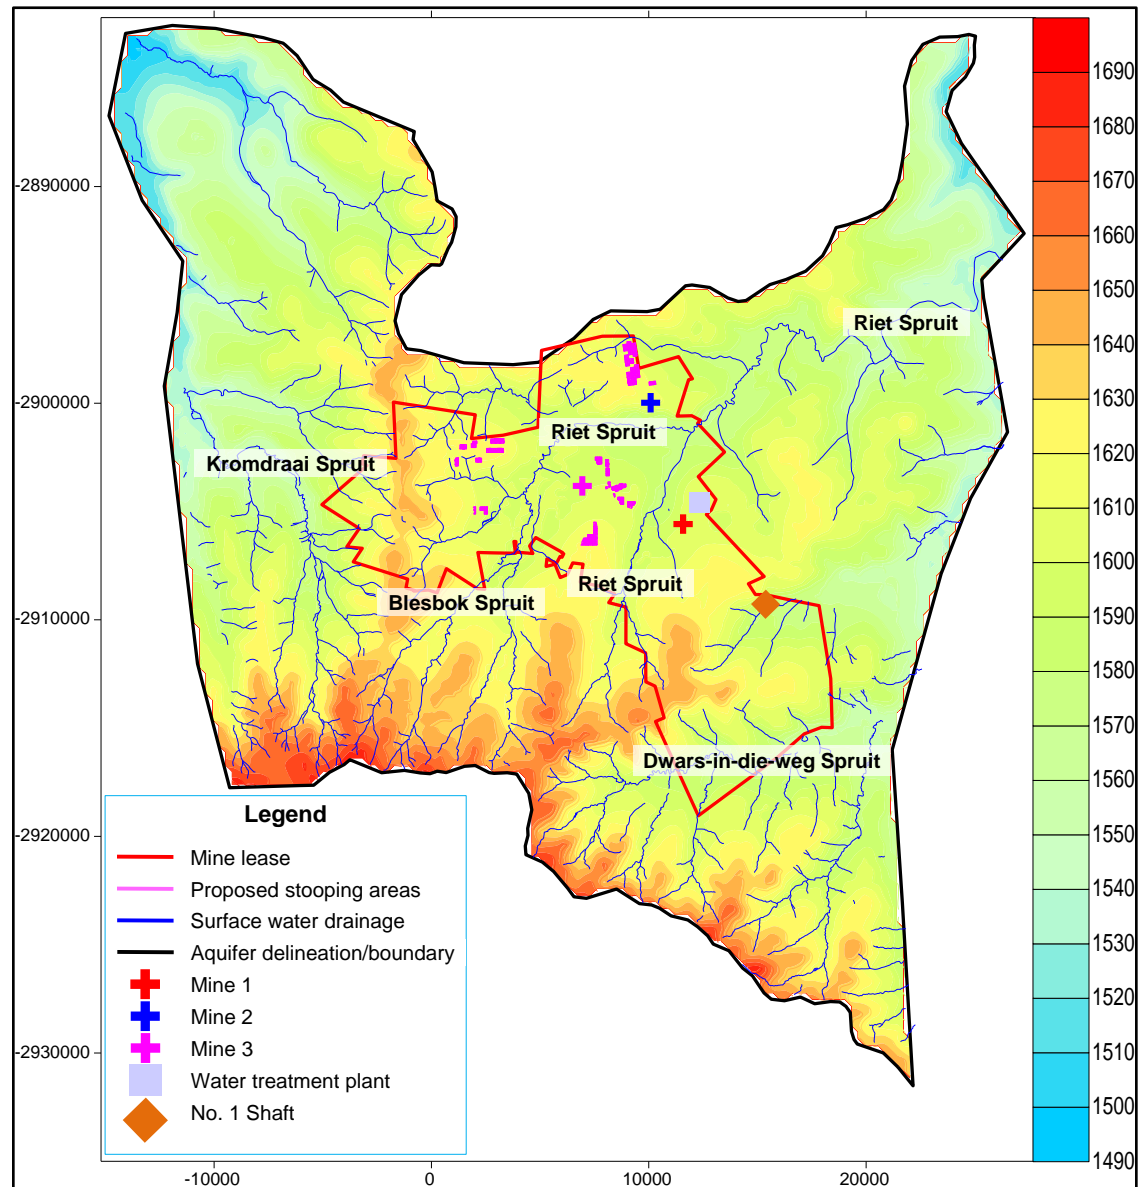 1690
1680
1670
1660
1650
1640
1630
1620
1610
1600
1590
1580
1570
1560
1550
1540
1530
1520
1510
1500
1490
-2890000
-2900000
-2910000
-2920000
-2930000
Riet Spruit
Riet Spruit
Kromdraai Spruit
Riet Spruit
Blesbok Spruit
Dwars-in-die-weg Spruit
Legend
Mine lease
Proposed stooping areas
Surface water drainage
Aquifer delineation/boundary
Mine 1
Mine 2
Mine 3
Water treatment plant
No. 1 Shaft
-10000 0 10000 20000